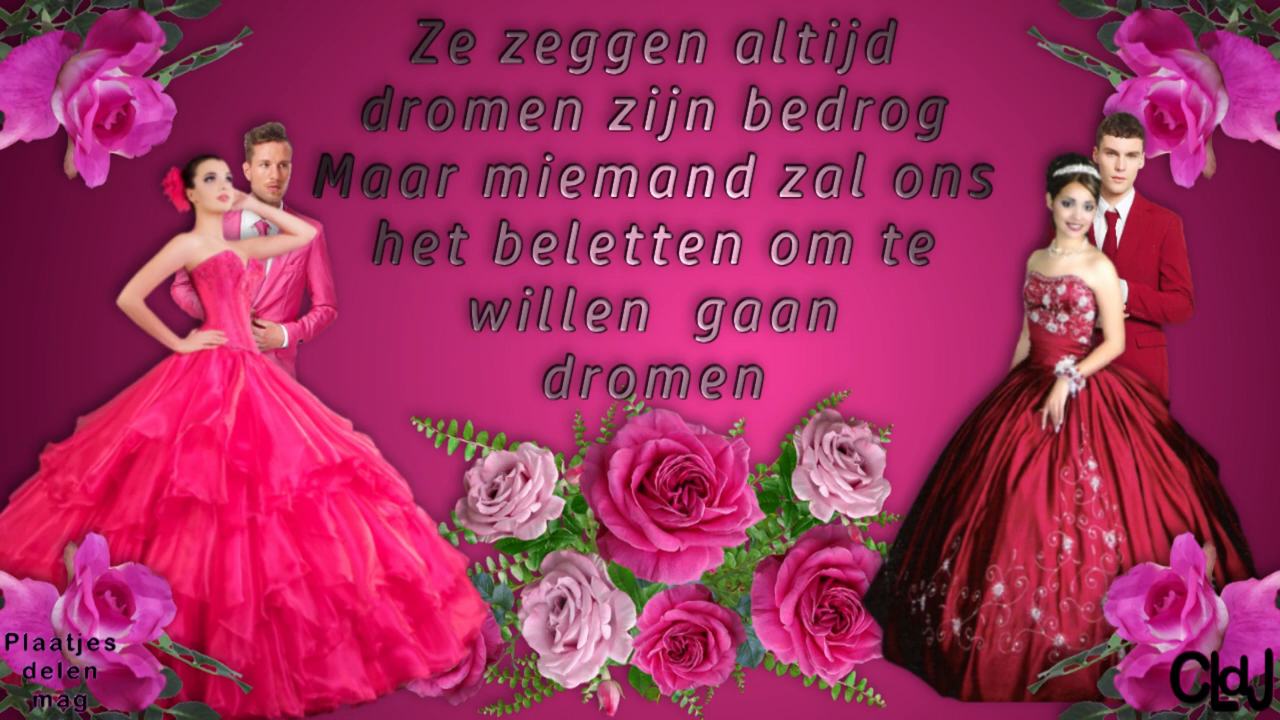 Ze zeggen altijd
dromen zijn bedrog
Maar miemand zal ons
het beletten om te
willen gaan
dromen
Plaatjes
delen
mag
CLdJ